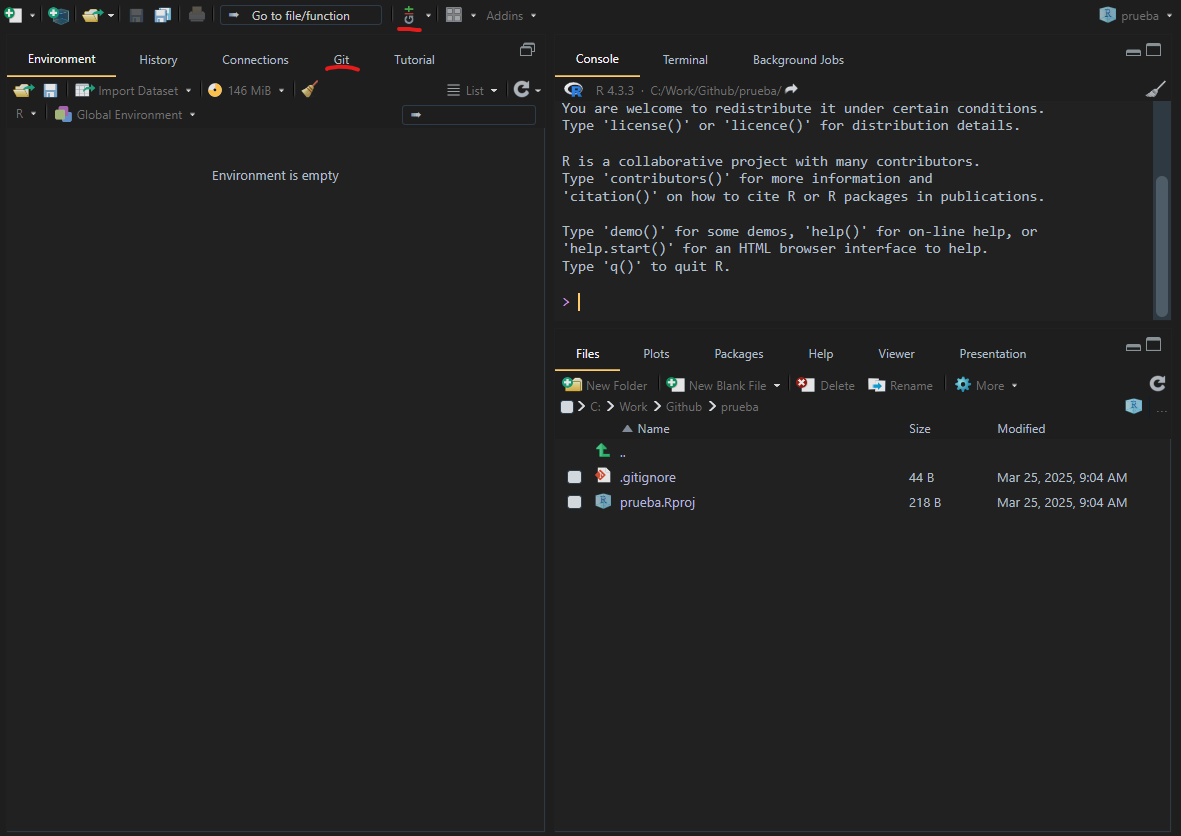 Go to file/function
Git
Addins
prueba
Environment History Connections Git Tutorial
Import Dataset 146 MiB List
R Global Environment
Environment is empty
Console Terminal Background Jobs
R 4.3.3 · C:/Work/Github/prueba/
You are welcome to redistribute it under certain conditions.
Type 'license()' or 'licence()' for distribution details.
R is a collaborative project with many contributors.
Type 'contributors()' for more information and
'citation()' on how to cite R or R packages in publications.
Type 'demo()' for some demos, 'help()' for on-line help, or
'help.start()' for an HTML browser interface to help.
Type 'q()' to quit R.
>
Files Plots Packages Help Viewer Presentation
New Folder New Blank File Delete Rename More
C: Work Github prueba ...
Name Size Modified
..
.gitignore 44 B Mar 25, 2025, 9:04 AM
prueba.Rproj 218 B Mar 25, 2025, 9:04 AM